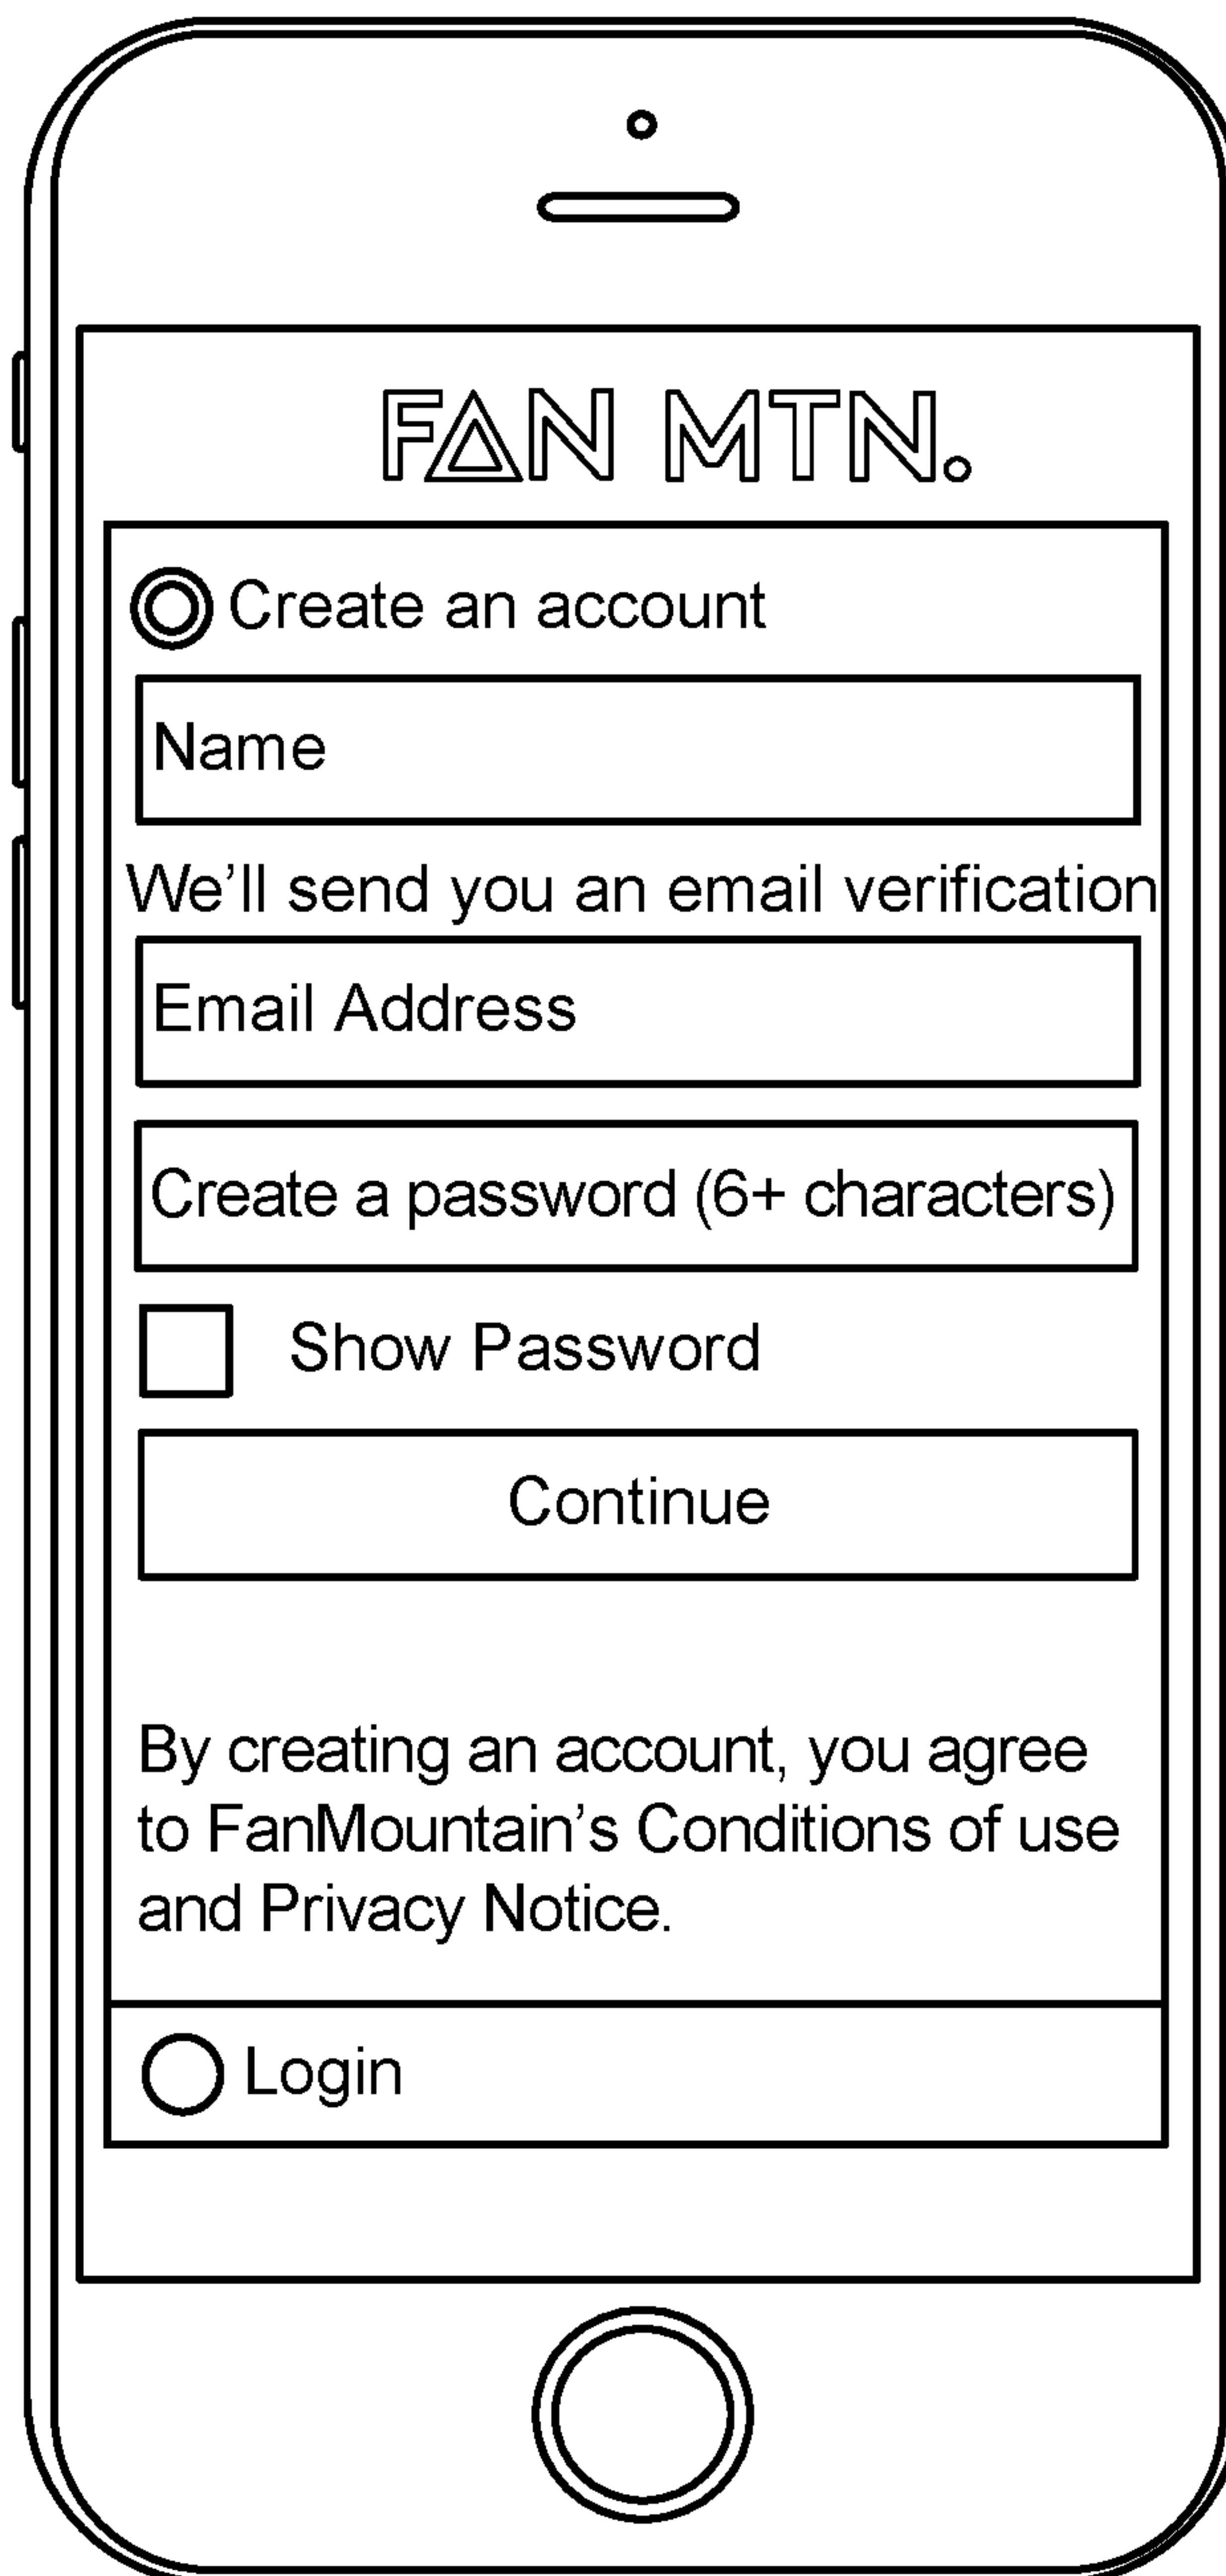 FAN MTN.
Create an account
Name
We’ll send you an email verification
Email Address
Create a password (6+ characters)
Show Password
Continue
By creating an account, you agree
to FanMountain’s Conditions of use
and Privacy Notice.
Login